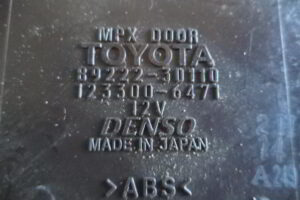 MPX DOOR
TOYOTA
89222-30110
123300-6471
12V
DENSO
MADE IN JAPAN
>ABS<